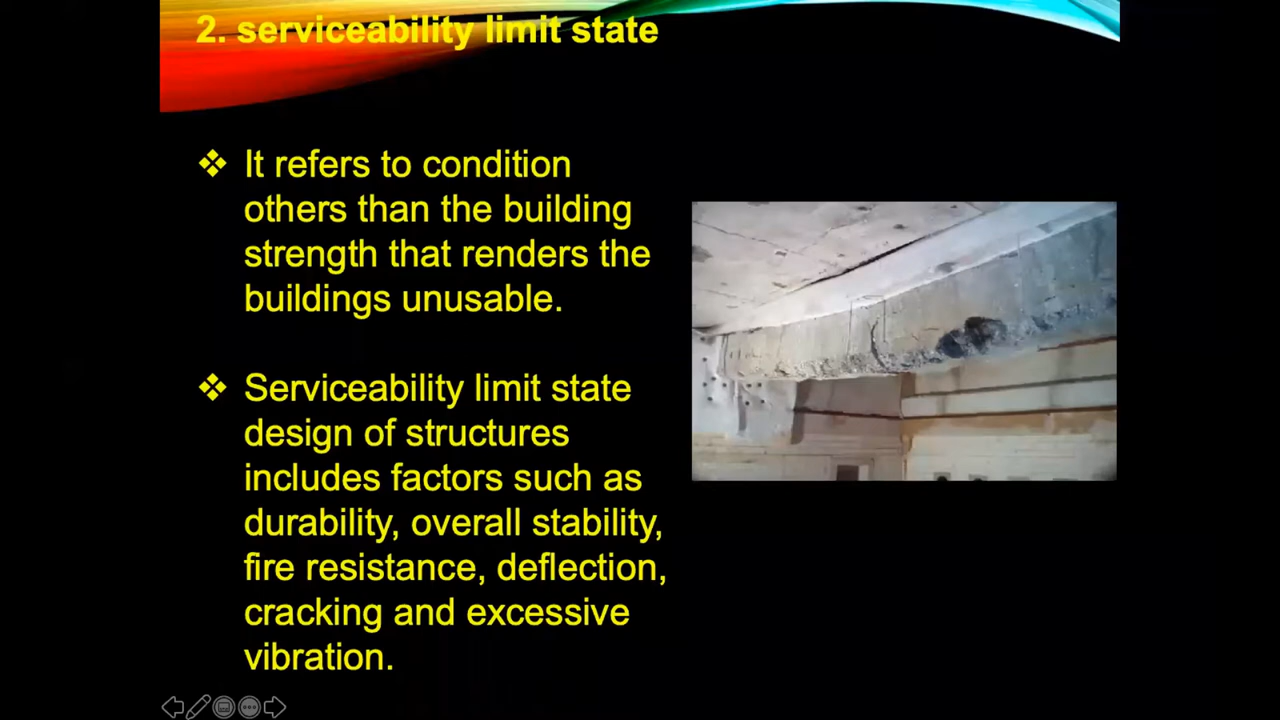 2. serviceability limit state
❖ It refers to condition
others than the building
strength that renders the
buildings unusable.
❖ Serviceability limit state
design of structures
includes factors such as
durability, overall stability,
fire resistance, deflection,
cracking and excessive
vibration.